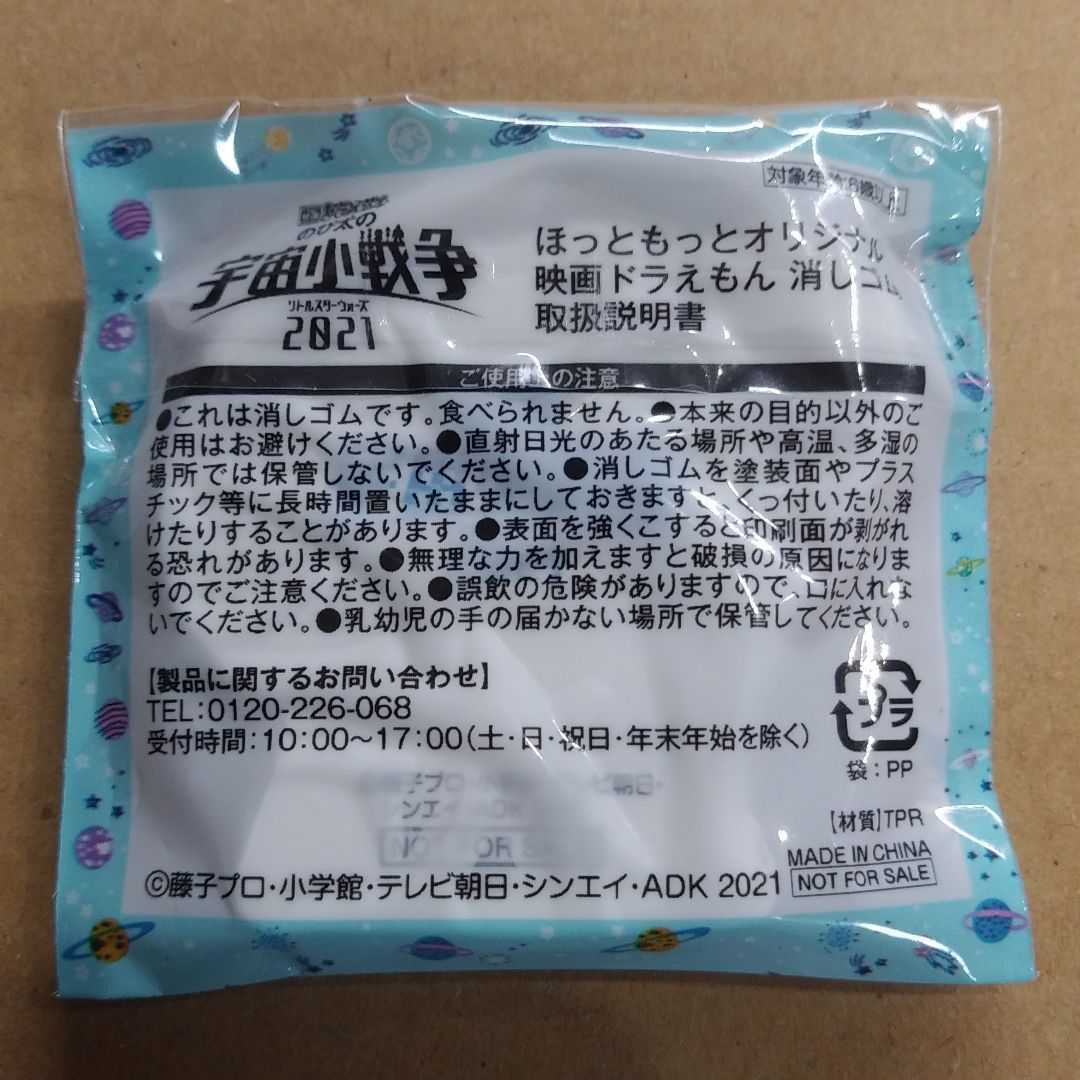 対象年齢6歳以上
のび太の
宇宙小戦争
リトルスターウォーズ
2021
ほっともっとオリジナル
映画ドラえもん 消しゴム
取扱説明書
ご使用上の注意
●これは消しゴムです。食べられません。●本来の目的以外のご
使用はお避けください。●直射日光のあたる場所や高温、多湿の
場所では保管しないでください。●消しゴムを塗装面やプラス
チック等に長時間置いたままにしておきますと、くっ付いたり、溶
けたりすることがあります。●表面を強くこすると印刷面が剥がれ
る恐れがあります。●無理な力を加えますと破損の原因になりま
すのでご注意ください。●誤飲の危険がありますので、口に入れな
いでください。●乳幼児の手の届かない場所で保管してください。
【製品に関するお問い合わせ】
TEL:0120-226-068
受付時間:10:00～17:00(土・日・祝日・年末年始を除く)
プラ
袋:PP
【材質】TPR
MADE IN CHINA
NOT FOR SALE
©藤子プロ・小学館・テレビ朝日・シンエイ・ADK 2021